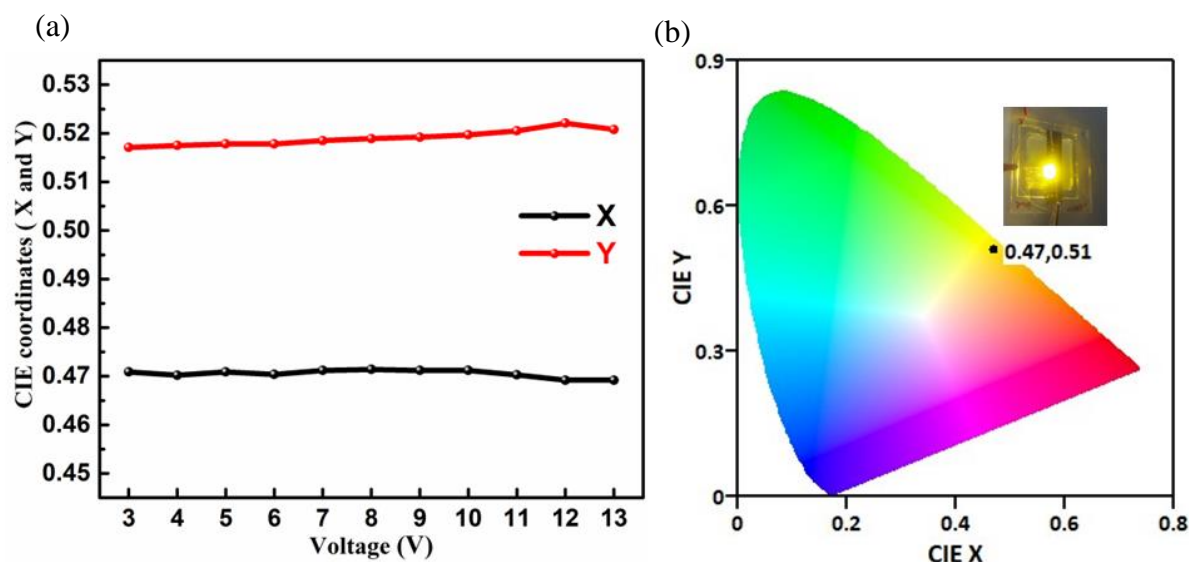 (a)
(b)
CIE coordinates ( X and Y)
0.53
0.52
0.51
0.50
0.49
0.48
0.47
0.46
0.45
X
Y
3 4 5 6 7 8 9 10 11 12 13
Voltage (V)
CIE Y
0.9
0.6
0.3
0
0.47,0.51
0 0.2 0.4 0.6 0.8
CIE X